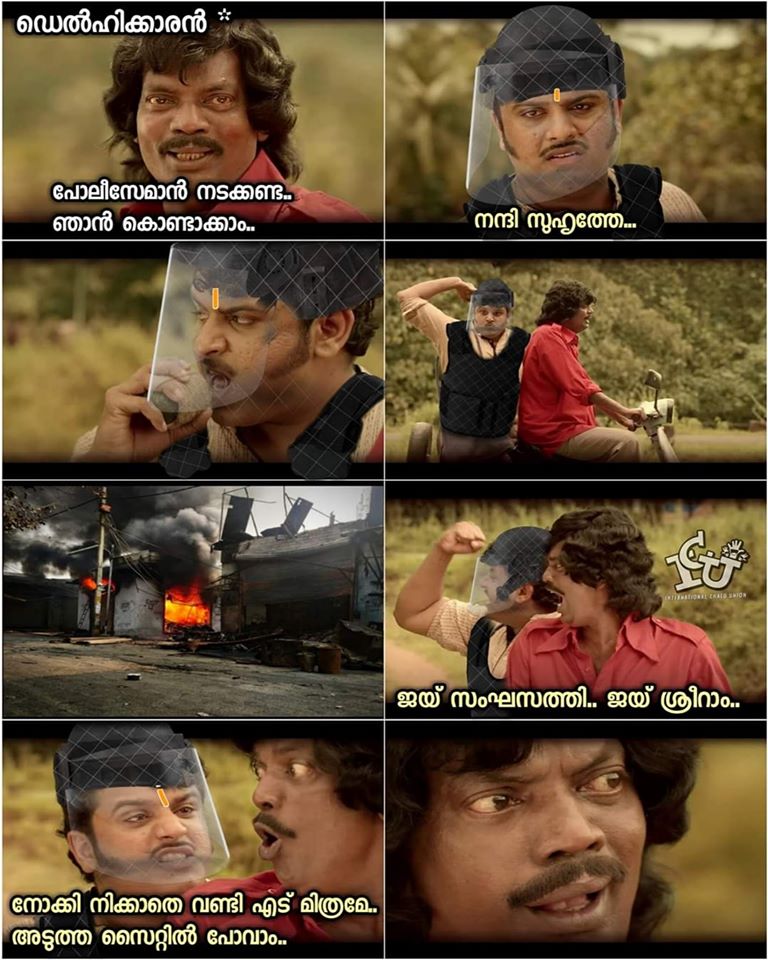 ഡെൽഹിക്കാരൻ *
പോലിസേമാൻ നടക്കണ്ട..
ഞാൻ കൊണ്ടാക്കാം..
നന്ദി സുഹൃത്തേ...
ICU
INTERNATIONAL CHALU UNION
ജയ് സംഘസത്തി.. ജയ് ശ്രീറാം..
നോക്കി നിക്കാതെ വണ്ടി എട് മിത്രമേ..
അടുത്ത സൈറ്റിൽ പോവാം..